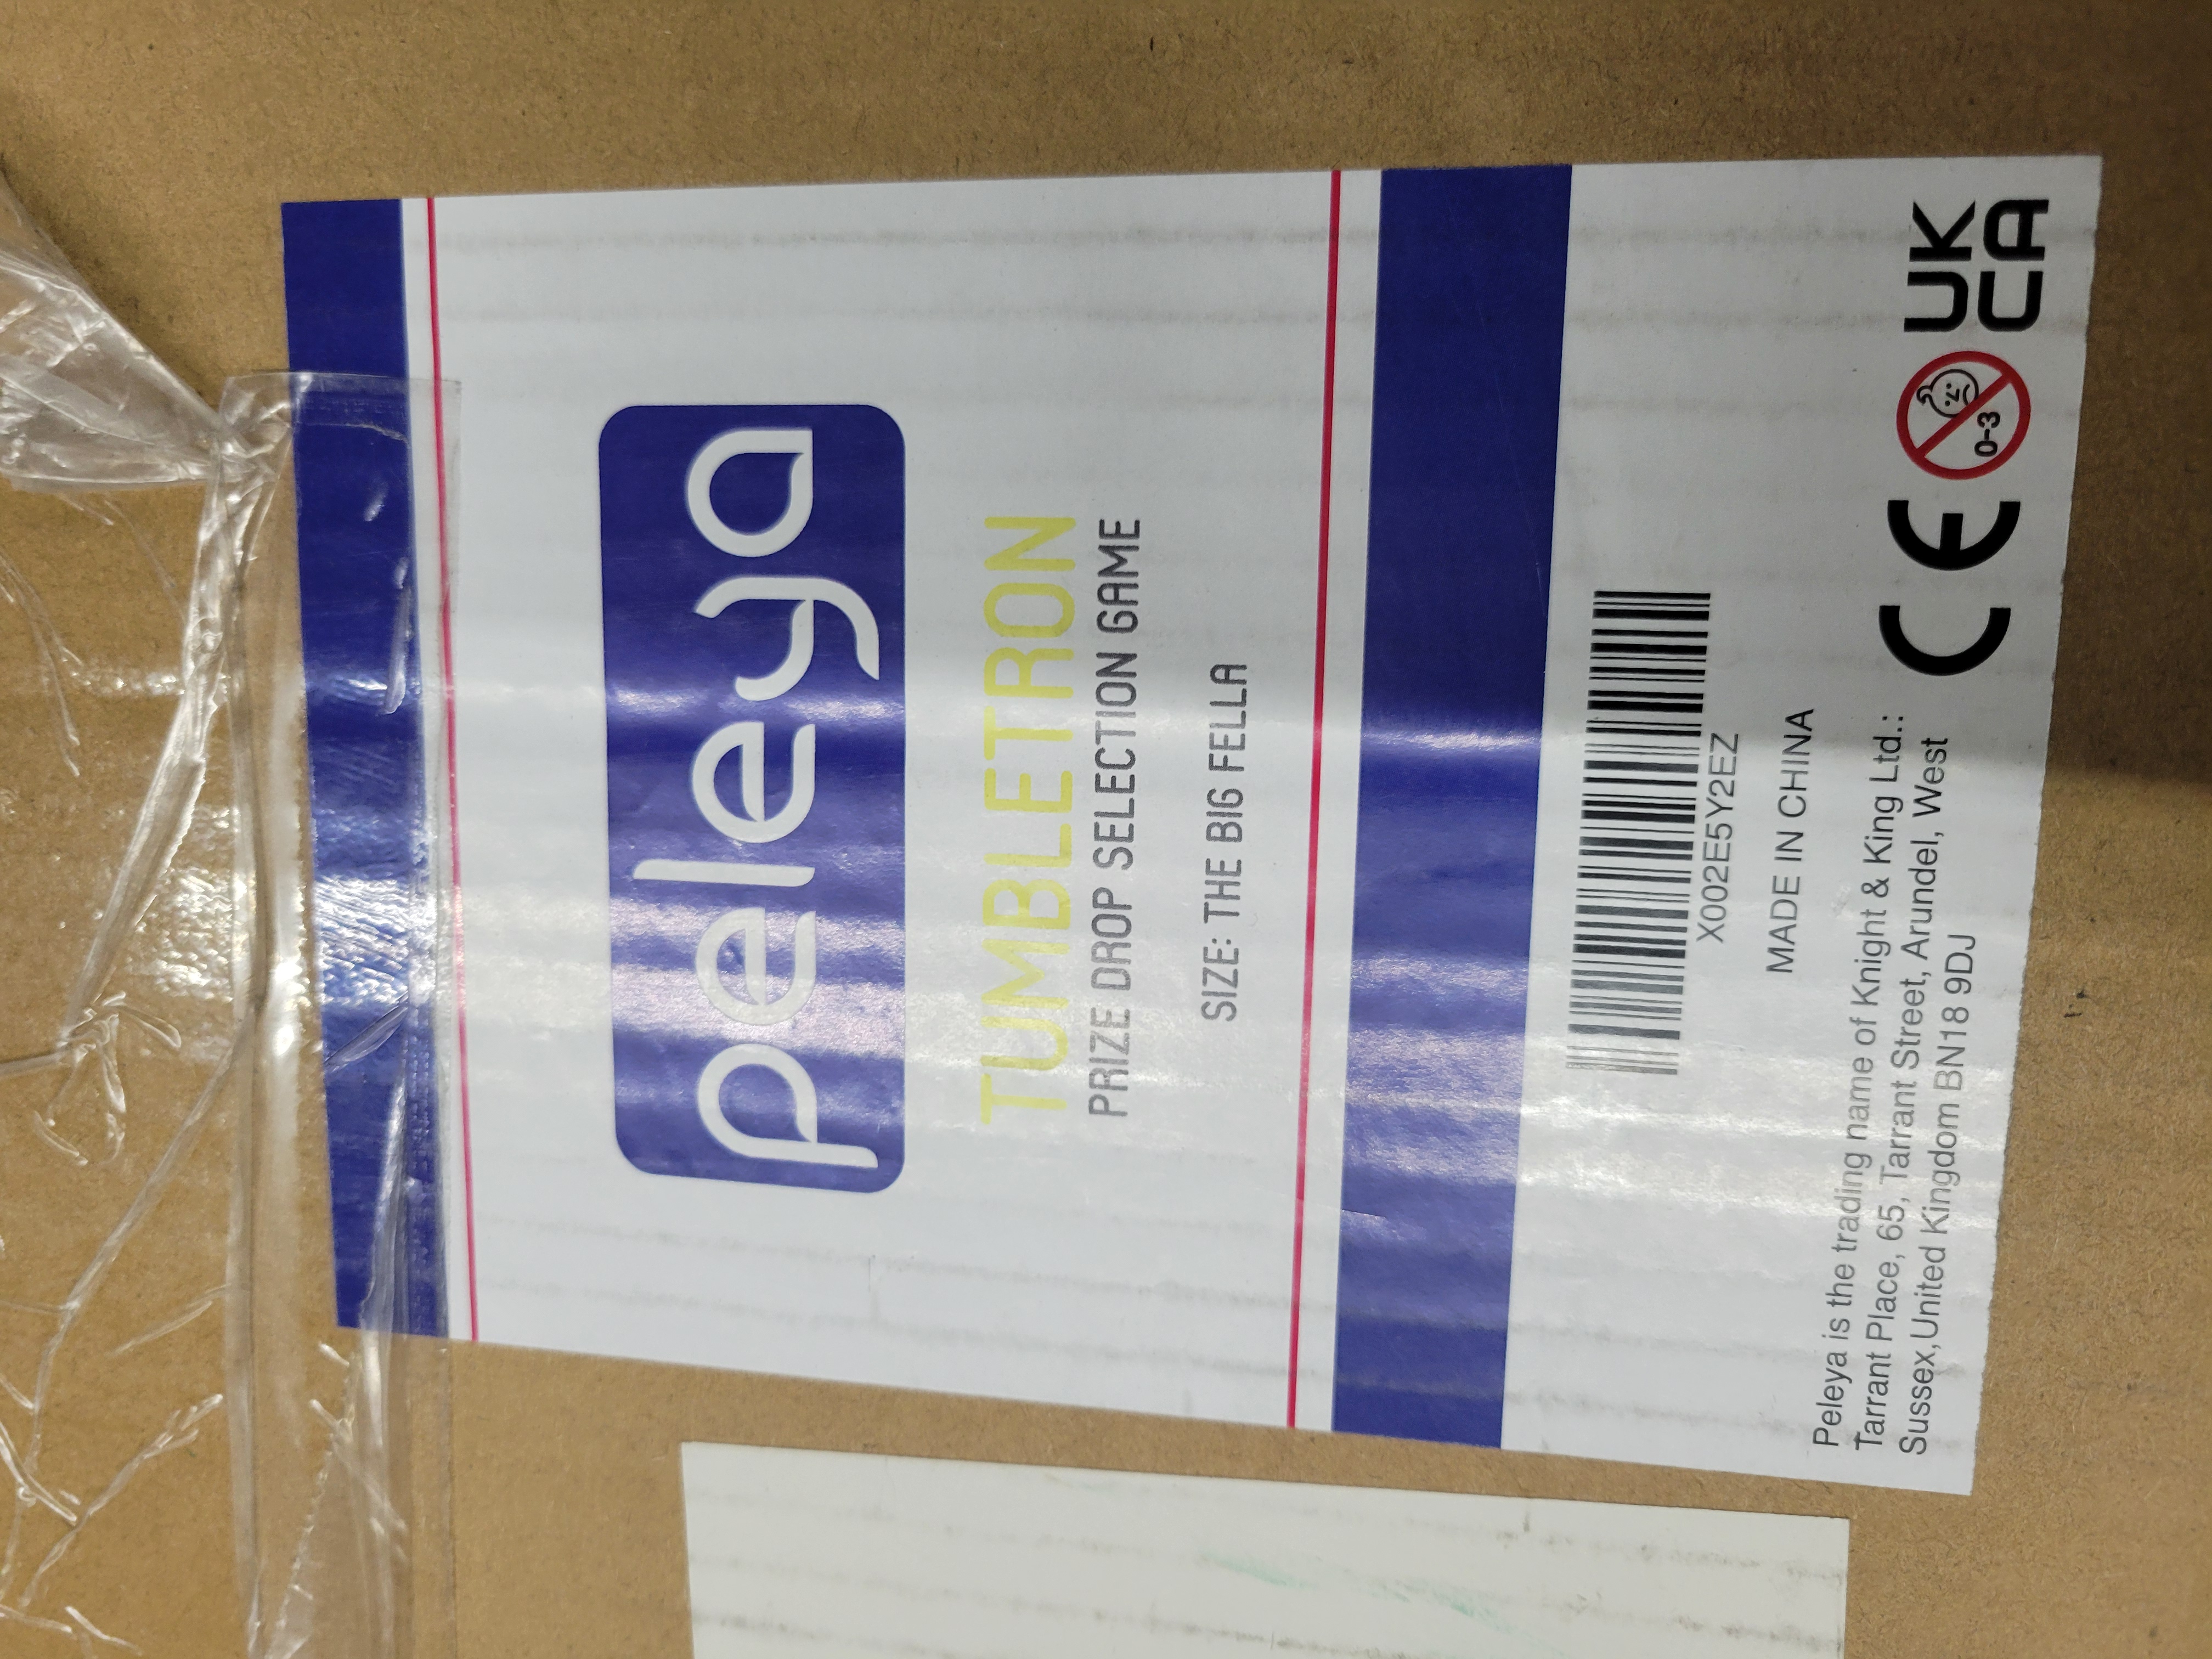 peleya
TUMBLETRON
PRIZE DROP SELECTION GAME
SIZE: THE BIG FELLA
X002E5Y2EZ
MADE IN CHINA
Peleya is the trading name of Knight & King Ltd.:
Tarrant Place, 65, Tarrant Street, Arundel, West
Sussex,United Kingdom BN18 9DJ
CE
0-3
UK
CA